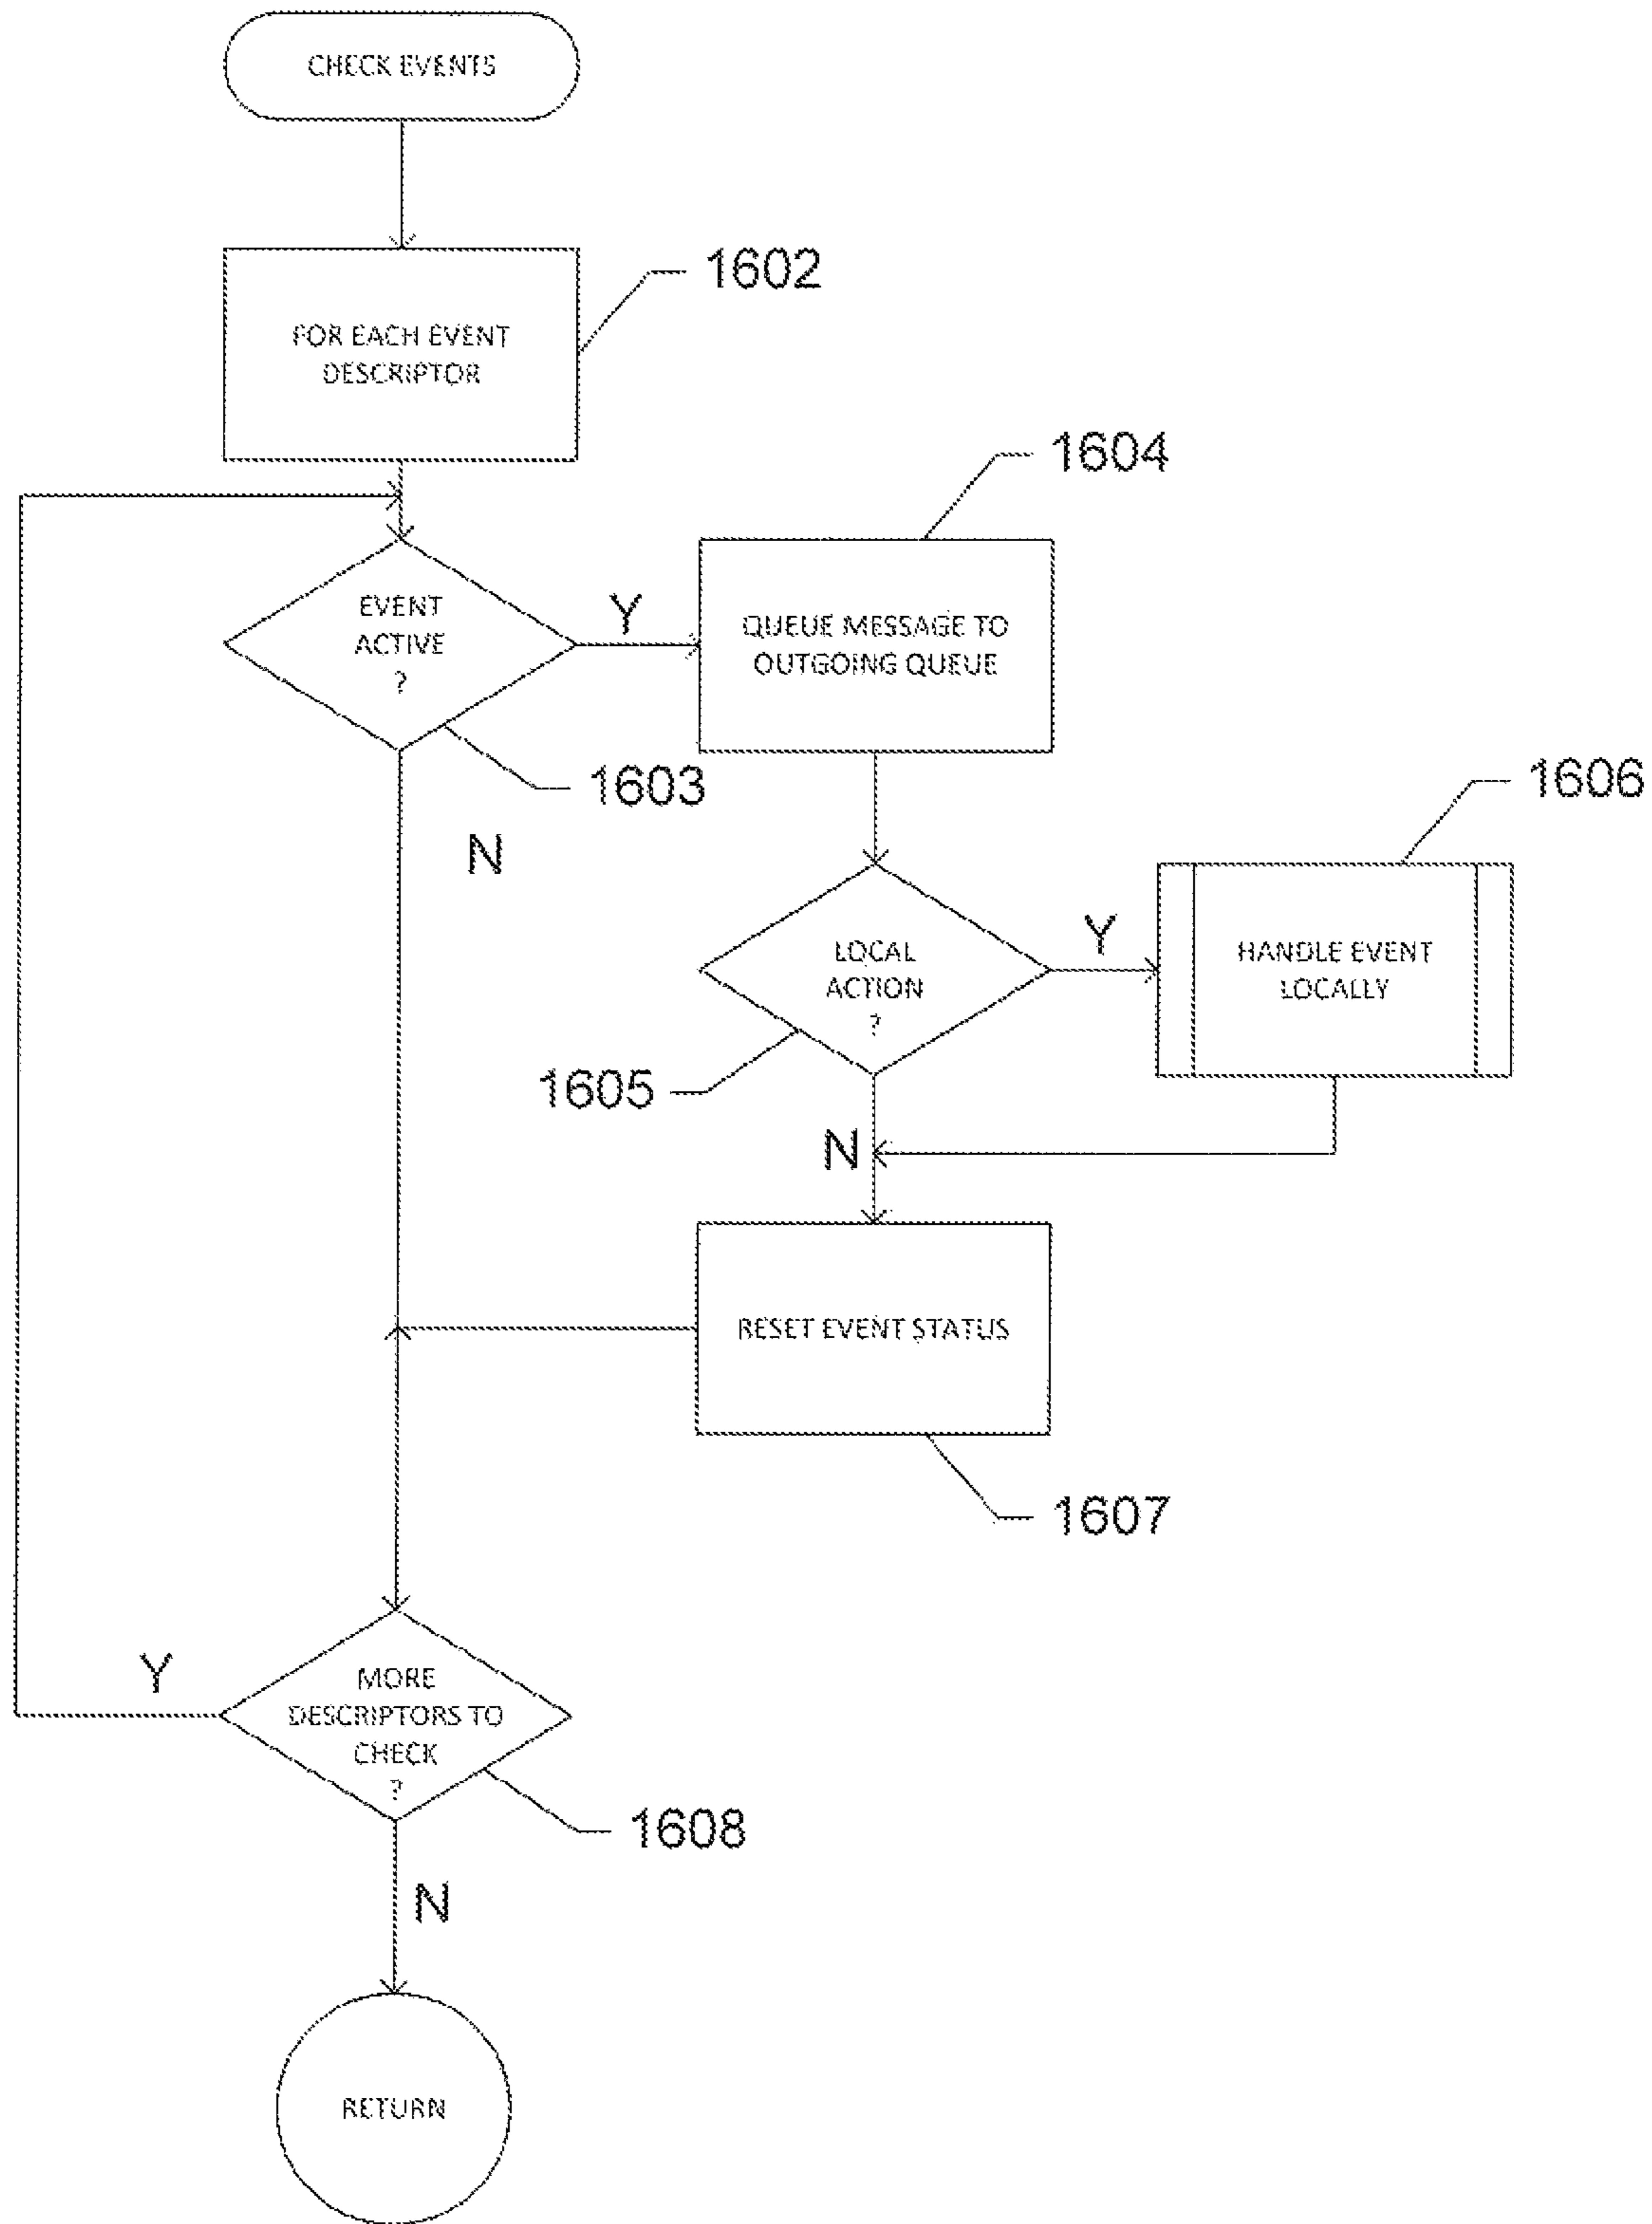 CHECK EVENTS
1602
FOR EACH EVENT
DESCRIPTOR
1604
EVENT
ACTIVE
?
Y
QUEUE MESSAGE TO
OUTGOING QUEUE
1603
1606
N
LOCAL
ACTION
?
Y
HANDLE EVENT
LOCALLY
1605
N
RESET EVENT STATUS
1607
Y
MORE
DESCRIPTORS TO
CHECK
?
1608
N
RETURN